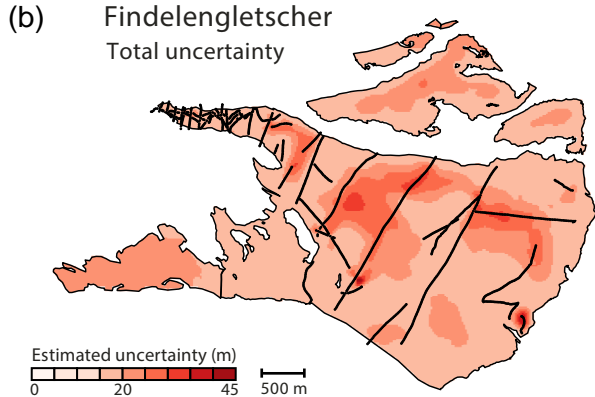 (b) Findelengletscher
Total uncertainty
Estimated uncertainty (m)
0 20 45
500 m